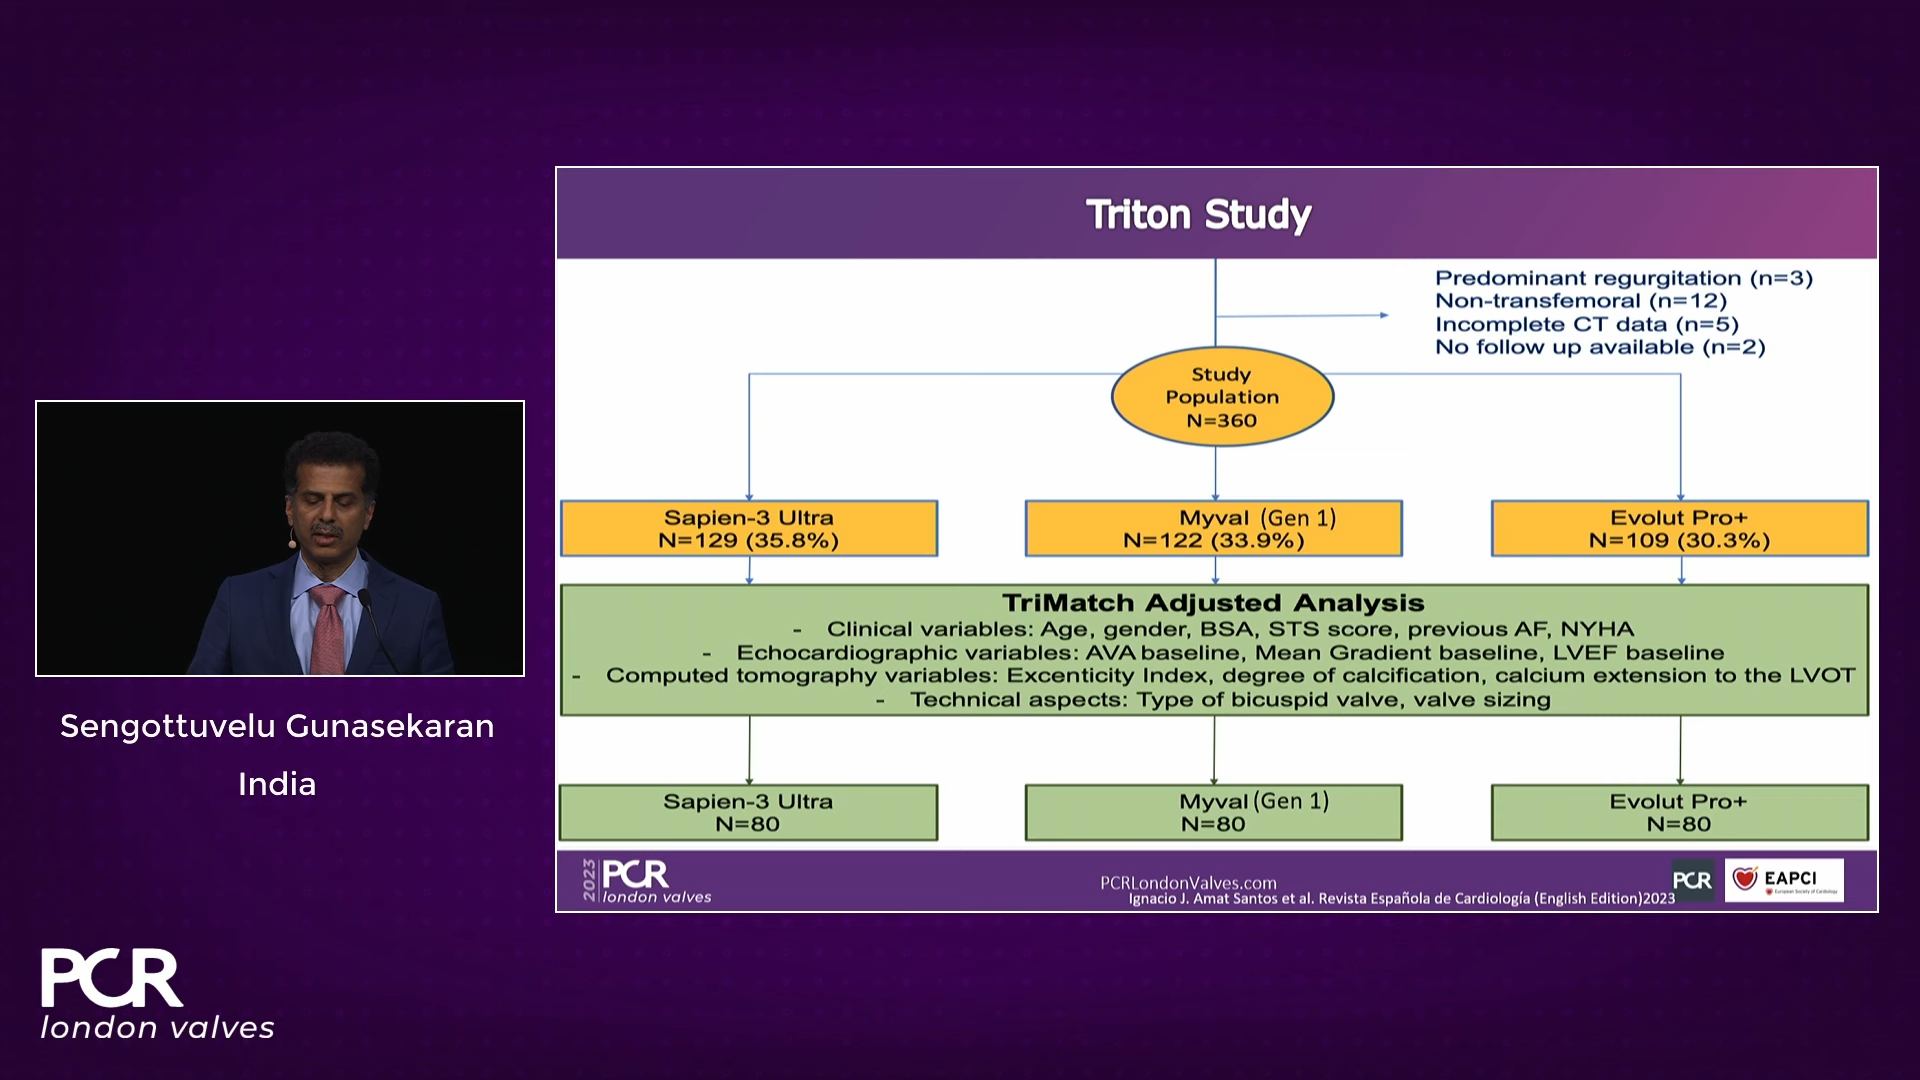 Triton Study
Predominant regurgitation (n=3)
Non-transfemoral (n=12)
Incomplete CT data (n=5)
No follow up available (n=2)
Study
Population
N=360
Sapien-3 Ultra
N=129 (35.8%)
Myval (Gen 1)
N=122 (33.9%)
Evolut Pro+
N=109 (30.3%)
TriMatch Adjusted Analysis
- Clinical variables: Age, gender, BSA, STS score, previous AF, NYHA
- Echocardiographic variables: AVA baseline, Mean Gradient baseline, LVEF baseline
- Computed tomography variables: Excenticity Index, degree of calcification, calcium extension to the LVOT
- Technical aspects: Type of bicuspid valve, valve sizing
Sapien-3 Ultra
N=80
Myval (Gen 1)
N=80
Evolut Pro+
N=80
2023
PCR
london valves
PCRLondonValves.com
Ignacio J. Amat Santos et al. Revista Española de Cardiología (English Edition)2023
PCR
EAPCI
Sengottuvelu Gunasekaran
India
PCR
london valves